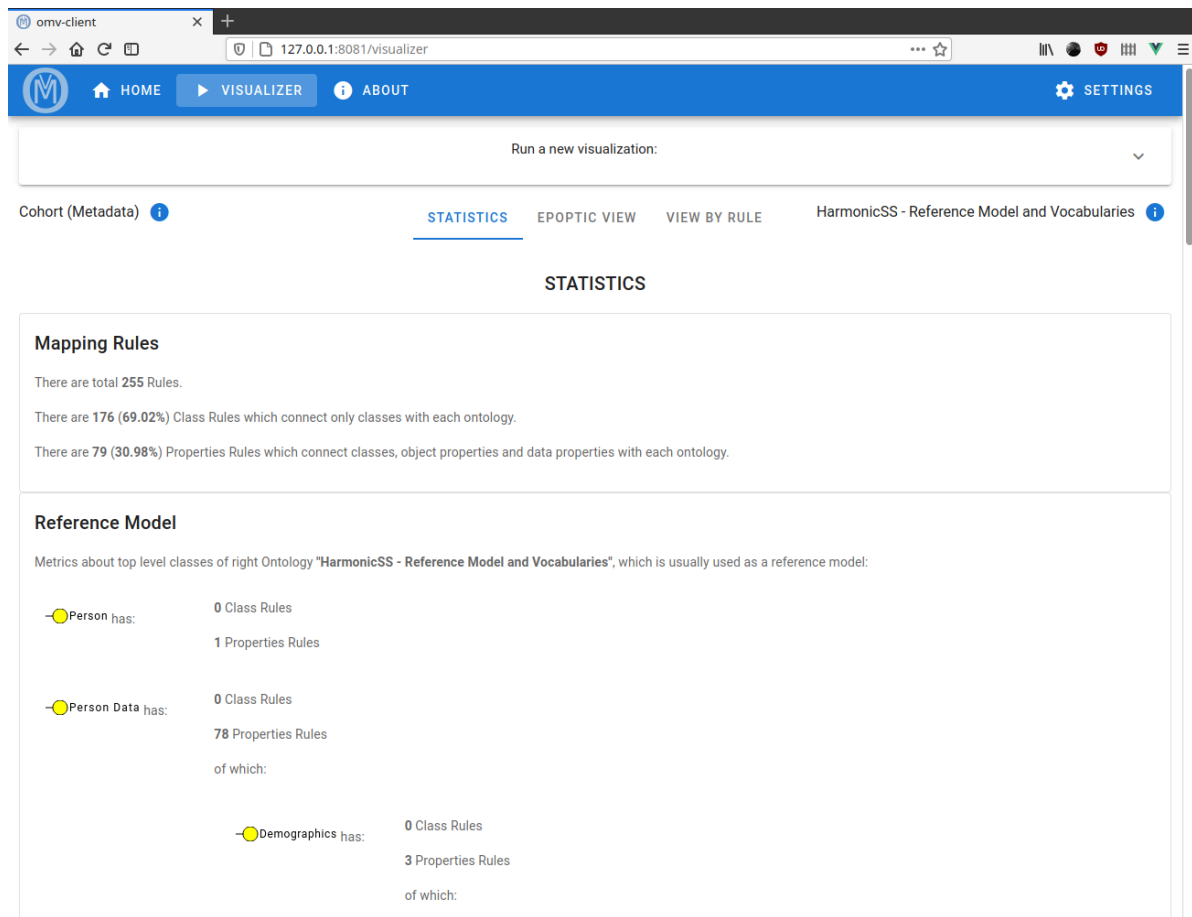 omv-client
127.0.0.1:8081/visualizer
HOME
VISUALIZER
ABOUT
SETTINGS
Run a new visualization:
Cohort (Metadata)
STATISTICS
EPOPTIC VIEW
VIEW BY RULE
HarmonicSS - Reference Model and Vocabularies
STATISTICS
Mapping Rules
There are total 255 Rules.
There are 176 (69.02%) Class Rules which connect only classes with each ontology.
There are 79 (30.98%) Properties Rules which connect classes, object properties and data properties with each ontology.
Reference Model
Metrics about top level classes of right Ontology "HarmonicSS - Reference Model and Vocabularies", which is usually used as a reference model:
Person has:
0 Class Rules
1 Properties Rules
Person Data has:
0 Class Rules
78 Properties Rules
of which:
Demographics has:
0 Class Rules
3 Properties Rules
of which: